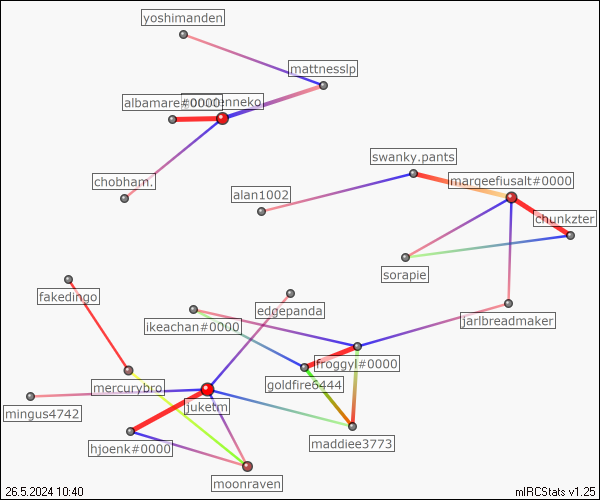 yoshimanden
mattnesslp
albamare#0000
enneko
chobham.
swanky.pants
alan1002
marqeefiusalt#0000
chunkzter
sorapie
fakedingo
edgepanda
ikeachan#0000
jarlbreadmaker
froggyl#0000
goldfire6444
mercurybro
mingus4742
juketm
maddiee3773
hjoenk#0000
moonraven
26.5.2024 10:40
mIRCStats v1.25